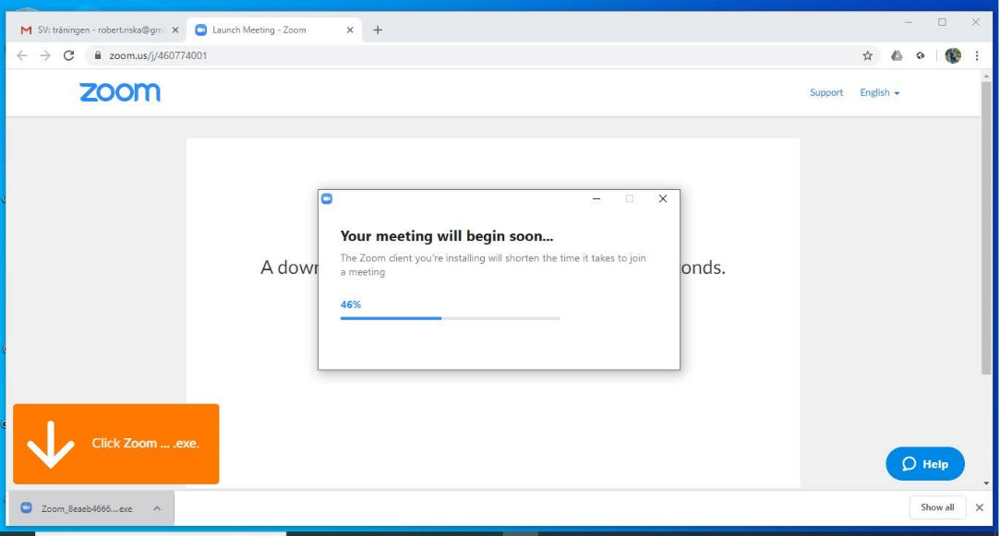 SV: träningen - robert.riska@gm
Launch Meeting - Zoom
zoom.us/j/460774001
zoom
Support English
Your meeting will begin soon...
The Zoom client you're installing will shorten the time it takes to join
a meeting
A dowr
onds.
46%
Click Zoom ... .exe.
Help
Zoom_8eaeb4666....exe
Show all